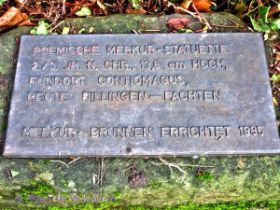 ROEMISCHE MERKUR-STATUETTE
2./3. JH. N. CHR., 13,8 cm HOCH,
FUNDORT CONTIOMAGUS,
HEUTE DILLINGEN-PACHTEN
MERKUR-BRUNNEN ERRICHTET 1985